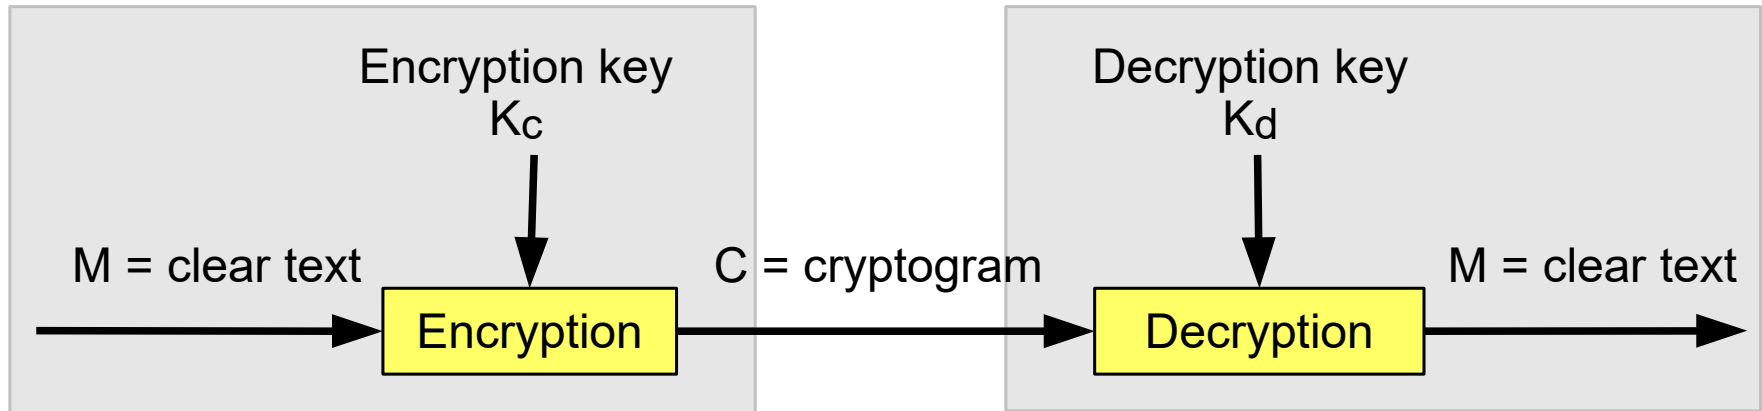 Encryption key
Kc
Decryption key
Kd
M = clear text
C = cryptogram
M = clear text
Encryption
Decryption